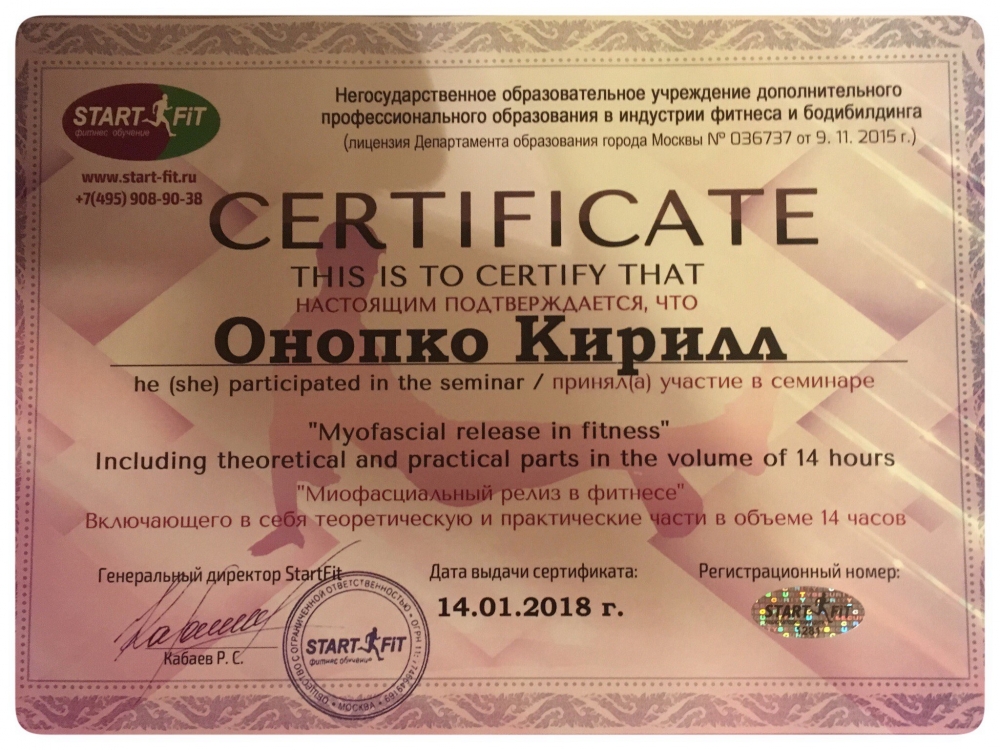 START FiT
фитнес обучение
www.start-fit.ru
+7(495) 908-90-38
Негосударственное образовательное учреждение дополнительного
профессионального образования в индустрии фитнеса и бодибилдинга
(лицензия Департамента образования города Москвы № 036737 от 9. 11. 2015 г.)
CERTIFICATE
THIS IS TO CERTIFY THAT
НАСТОЯЩИМ ПОДТВЕРЖДАЕТСЯ, ЧТО
Онопко Кирилл
he (she) participated in the seminar / принял(а) участие в семинаре
"Myofascial release in fitness"
Including theoretical and practical parts in the volume of 14 hours
"Миофасциальный релиз в фитнесе"
Включающего в себя теоретическую и практические части в объеме 14 часов
Генеральный директор StartFit
Кабаев Р. С.
ОБЩЕСТВО С ОГРАНИЧЕННОЙ ОТВЕТСТВЕННОСТЬЮ • ОГРН
START FiT
фитнес обучение
• МОСКВА •
Дата выдачи сертификата:
14.01.2018 г.
Регистрационный номер:
START FiT